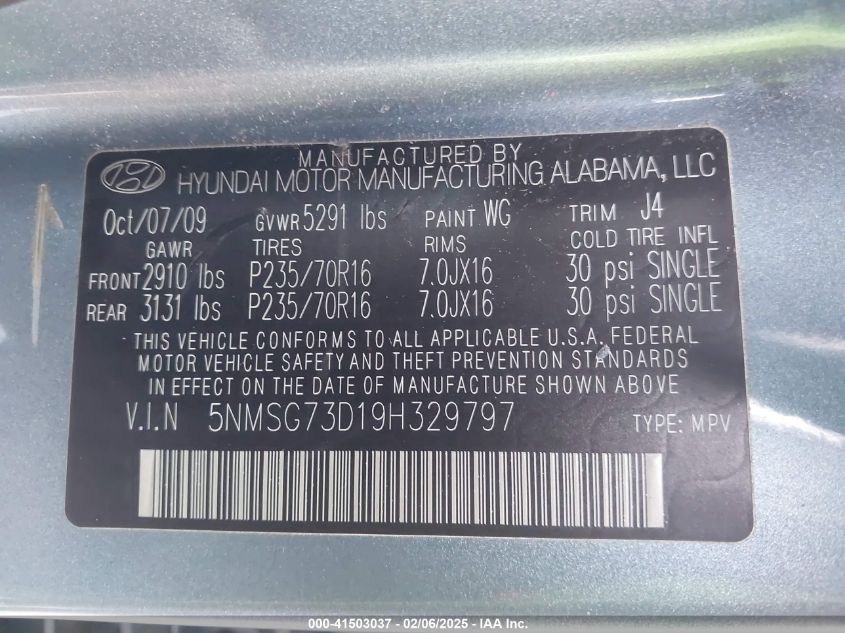 MANUFACTURED BY
HYUNDAI MOTOR MANUFACTURING ALABAMA, LLC
Oct/07/09 GVWR 5291 lbs PAINT WG TRIM J4
GAWR TIRES RIMS COLD TIRE INFL
FRONT 2910 lbs P235/70R16 7.0JX16 30 psi SINGLE
REAR 3131 lbs P235/70R16 7.0JX16 30 psi SINGLE
THIS VEHICLE CONFORMS TO ALL APPLICABLE U.S.A. FEDERAL
MOTOR VEHICLE SAFETY AND THEFT PREVENTION STANDARDS
IN EFFECT ON THE DATE OF MANUFACTURE SHOWN ABOVE.
V.I.N 5NMSG73D19H329797 TYPE: MPV
000-41503037 - 02/06/2025 - IAA Inc.